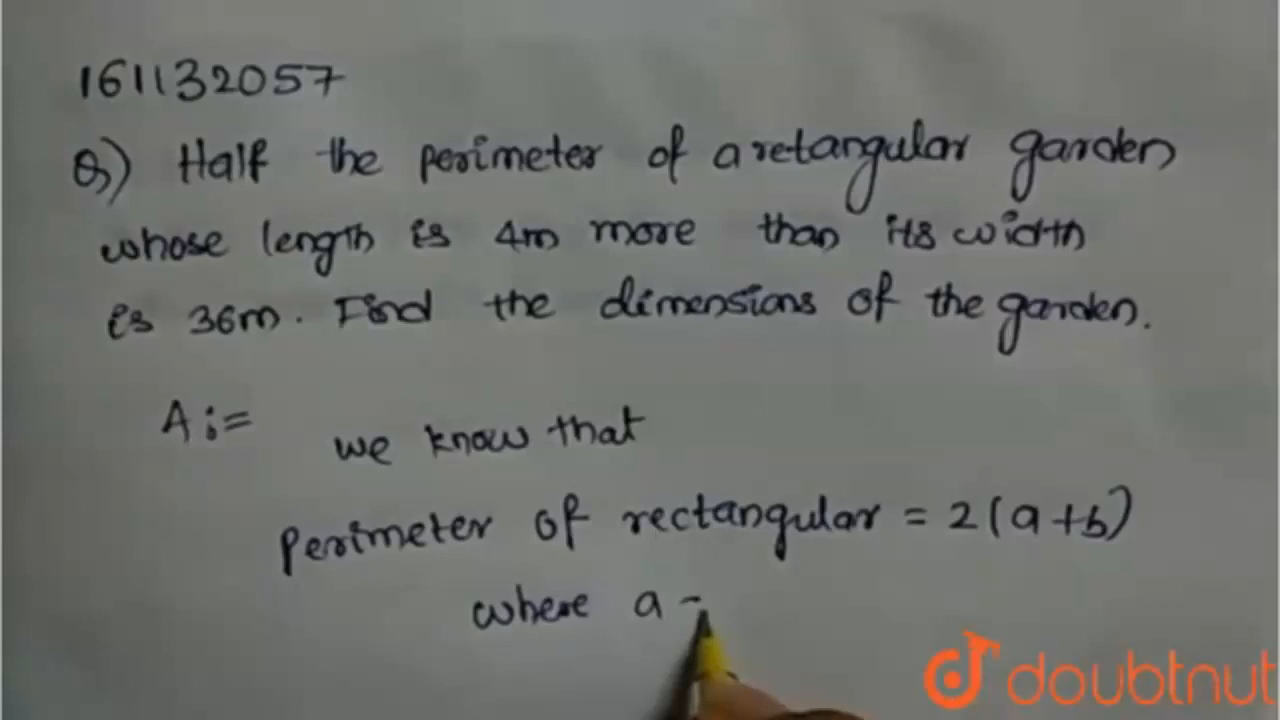 161132057
Q) Half the perimeter of a retangular garden
whose length is 4m more than its width
is 36m. Find the dimensions of the garden.
A:= we know that
perimeter of rectangular = 2(a+b)
where a -
doubtnut